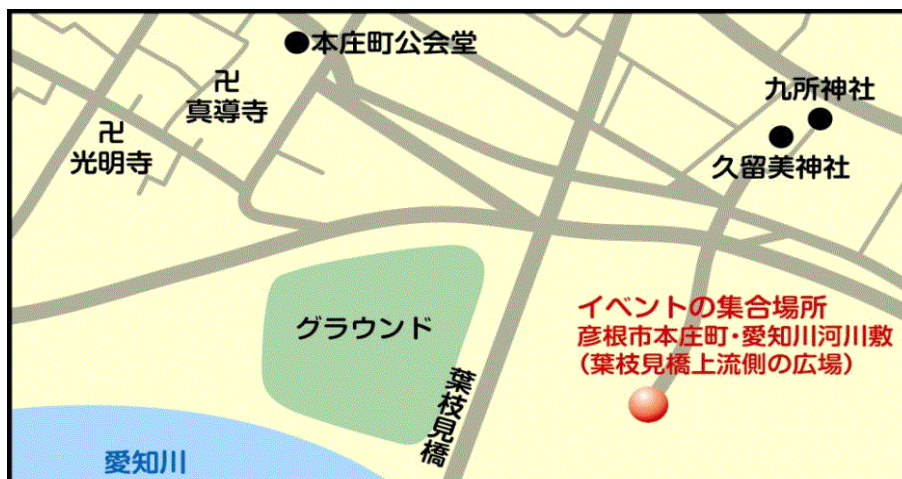 本庄町公会堂
卍
真導寺
卍
光明寺
九所神社
久留美神社
イベントの集合場所
彦根市本庄町・愛知川河川敷
（葉枝見橋上流側の広場）
グラウンド
葉枝見橋
愛知川